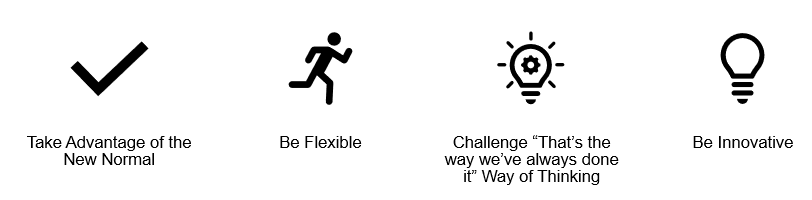 Take Advantage of the
New Normal
Be Flexible
Challenge “That’s the
way we’ve always done
it” Way of Thinking
Be Innovative